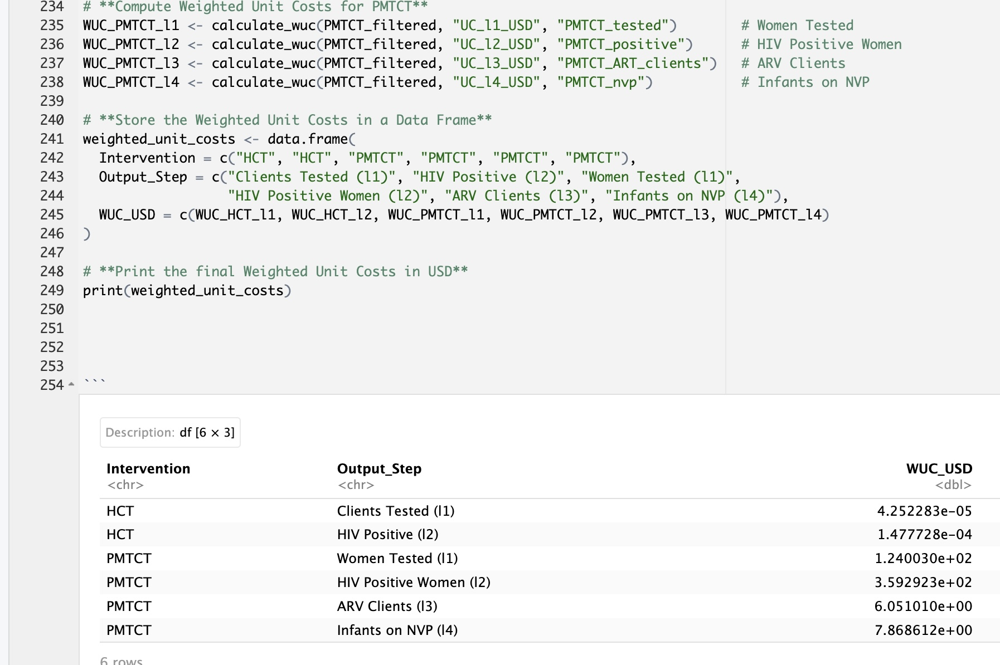 234 # **Compute Weighted Unit Costs for PMTCT**
235 WUC_PMTCT_l1 <- calculate_wuc(PMTCT_filtered, "UC_l1_USD", "PMTCT_tested")        # Women Tested
236 WUC_PMTCT_l2 <- calculate_wuc(PMTCT_filtered, "UC_l2_USD", "PMTCT_positive")      # HIV Positive Women
237 WUC_PMTCT_l3 <- calculate_wuc(PMTCT_filtered, "UC_l3_USD", "PMTCT_ART_clients")   # ARV Clients
238 WUC_PMTCT_l4 <- calculate_wuc(PMTCT_filtered, "UC_l4_USD", "PMTCT_nvp")           # Infants on NVP
239
240 # **Store the Weighted Unit Costs in a Data Frame**
241 weighted_unit_costs <- data.frame(
242   Intervention = c("HCT", "HCT", "PMTCT", "PMTCT", "PMTCT", "PMTCT"),
243   Output_Step = c("Clients Tested (l1)", "HIV Positive (l2)", "Women Tested (l1)",
244                   "HIV Positive Women (l2)", "ARV Clients (l3)", "Infants on NVP (l4)"),
245   WUC_USD = c(WUC_HCT_l1, WUC_HCT_l2, WUC_PMTCT_l1, WUC_PMTCT_l2, WUC_PMTCT_l3, WUC_PMTCT_l4)
246 )
247
248 # **Print the final Weighted Unit Costs in USD**
249 print(weighted_unit_costs)
250
251
252
253
254 ```
Description: df [6 × 3]
Intervention Output_Step WUC_USD
<chr> <chr> <dbl>
HCT Clients Tested (l1) 4.252283e-05
HCT HIV Positive (l2) 1.477728e-04
PMTCT Women Tested (l1) 1.240030e+02
PMTCT HIV Positive Women (l2) 3.592923e+02
PMTCT ARV Clients (l3) 6.051010e+00
PMTCT Infants on NVP (l4) 7.868612e+00
6 rows